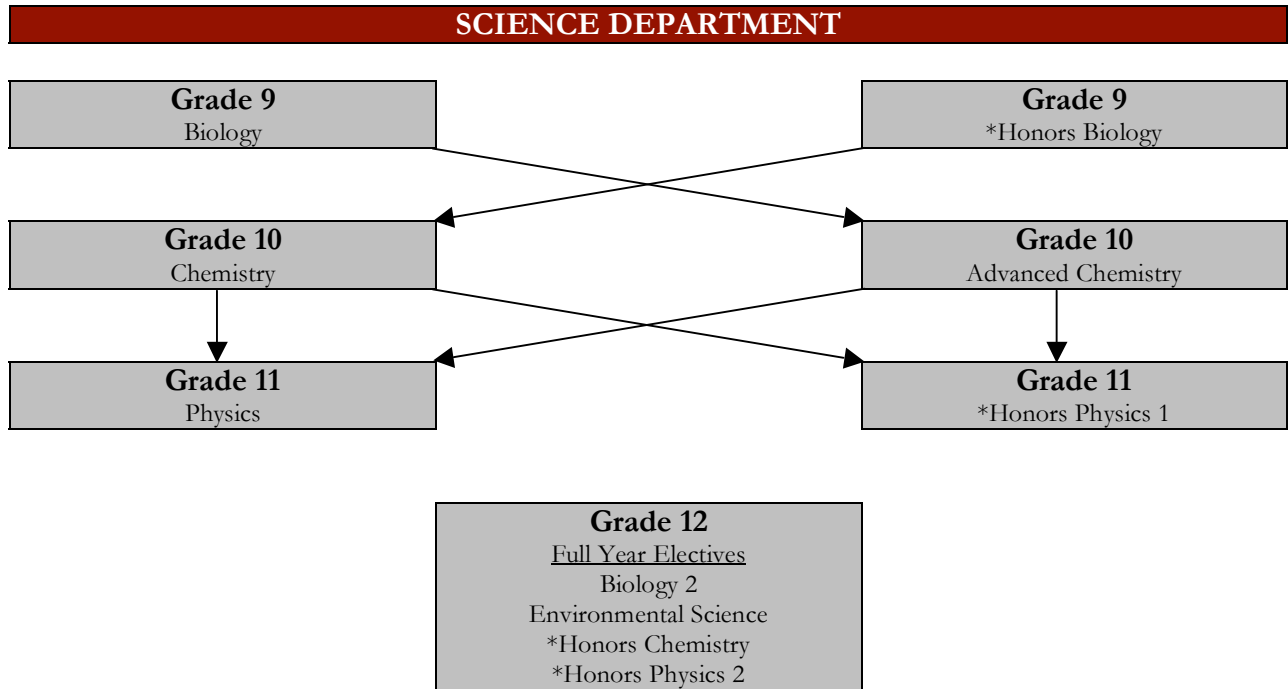 SCIENCE DEPARTMENT
Grade 9
Biology
Grade 9
*Honors Biology
Grade 10
Chemistry
Grade 10
Advanced Chemistry
Grade 11
Physics
Grade 11
*Honors Physics 1
Grade 12
Full Year Electives
Biology 2
Environmental Science
*Honors Chemistry
*Honors Physics 2